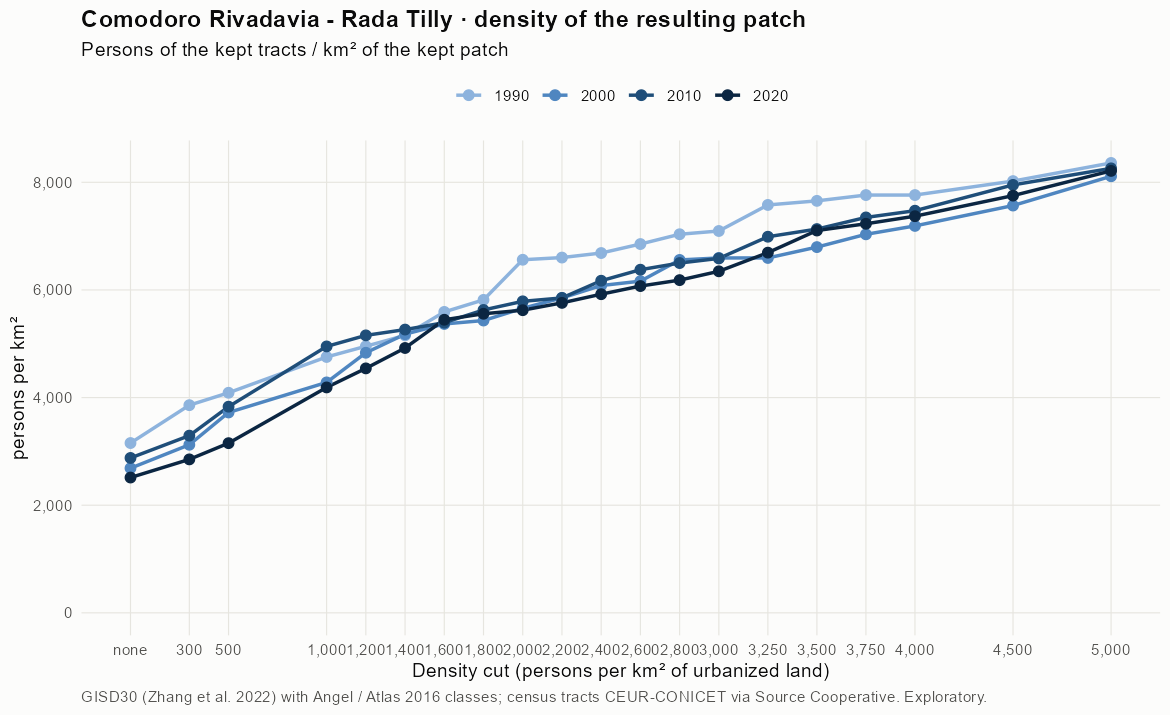 Comodoro Rivadavia - Rada Tilly · density of the resulting patch
Persons of the kept tracts / km² of the kept patch
1990 2000 2010 2020
persons per km²
8,000
6,000
4,000
2,000
0
none 300 500 1,000 1,200 1,400 1,600 1,800 2,000 2,200 2,400 2,600 2,800 3,000 3,250 3,500 3,750 4,000 4,500 5,000
Density cut (persons per km² of urbanized land)
GISD30 (Zhang et al. 2022) with Angel / Atlas 2016 classes; census tracts CEUR-CONICET via Source Cooperative. Exploratory.